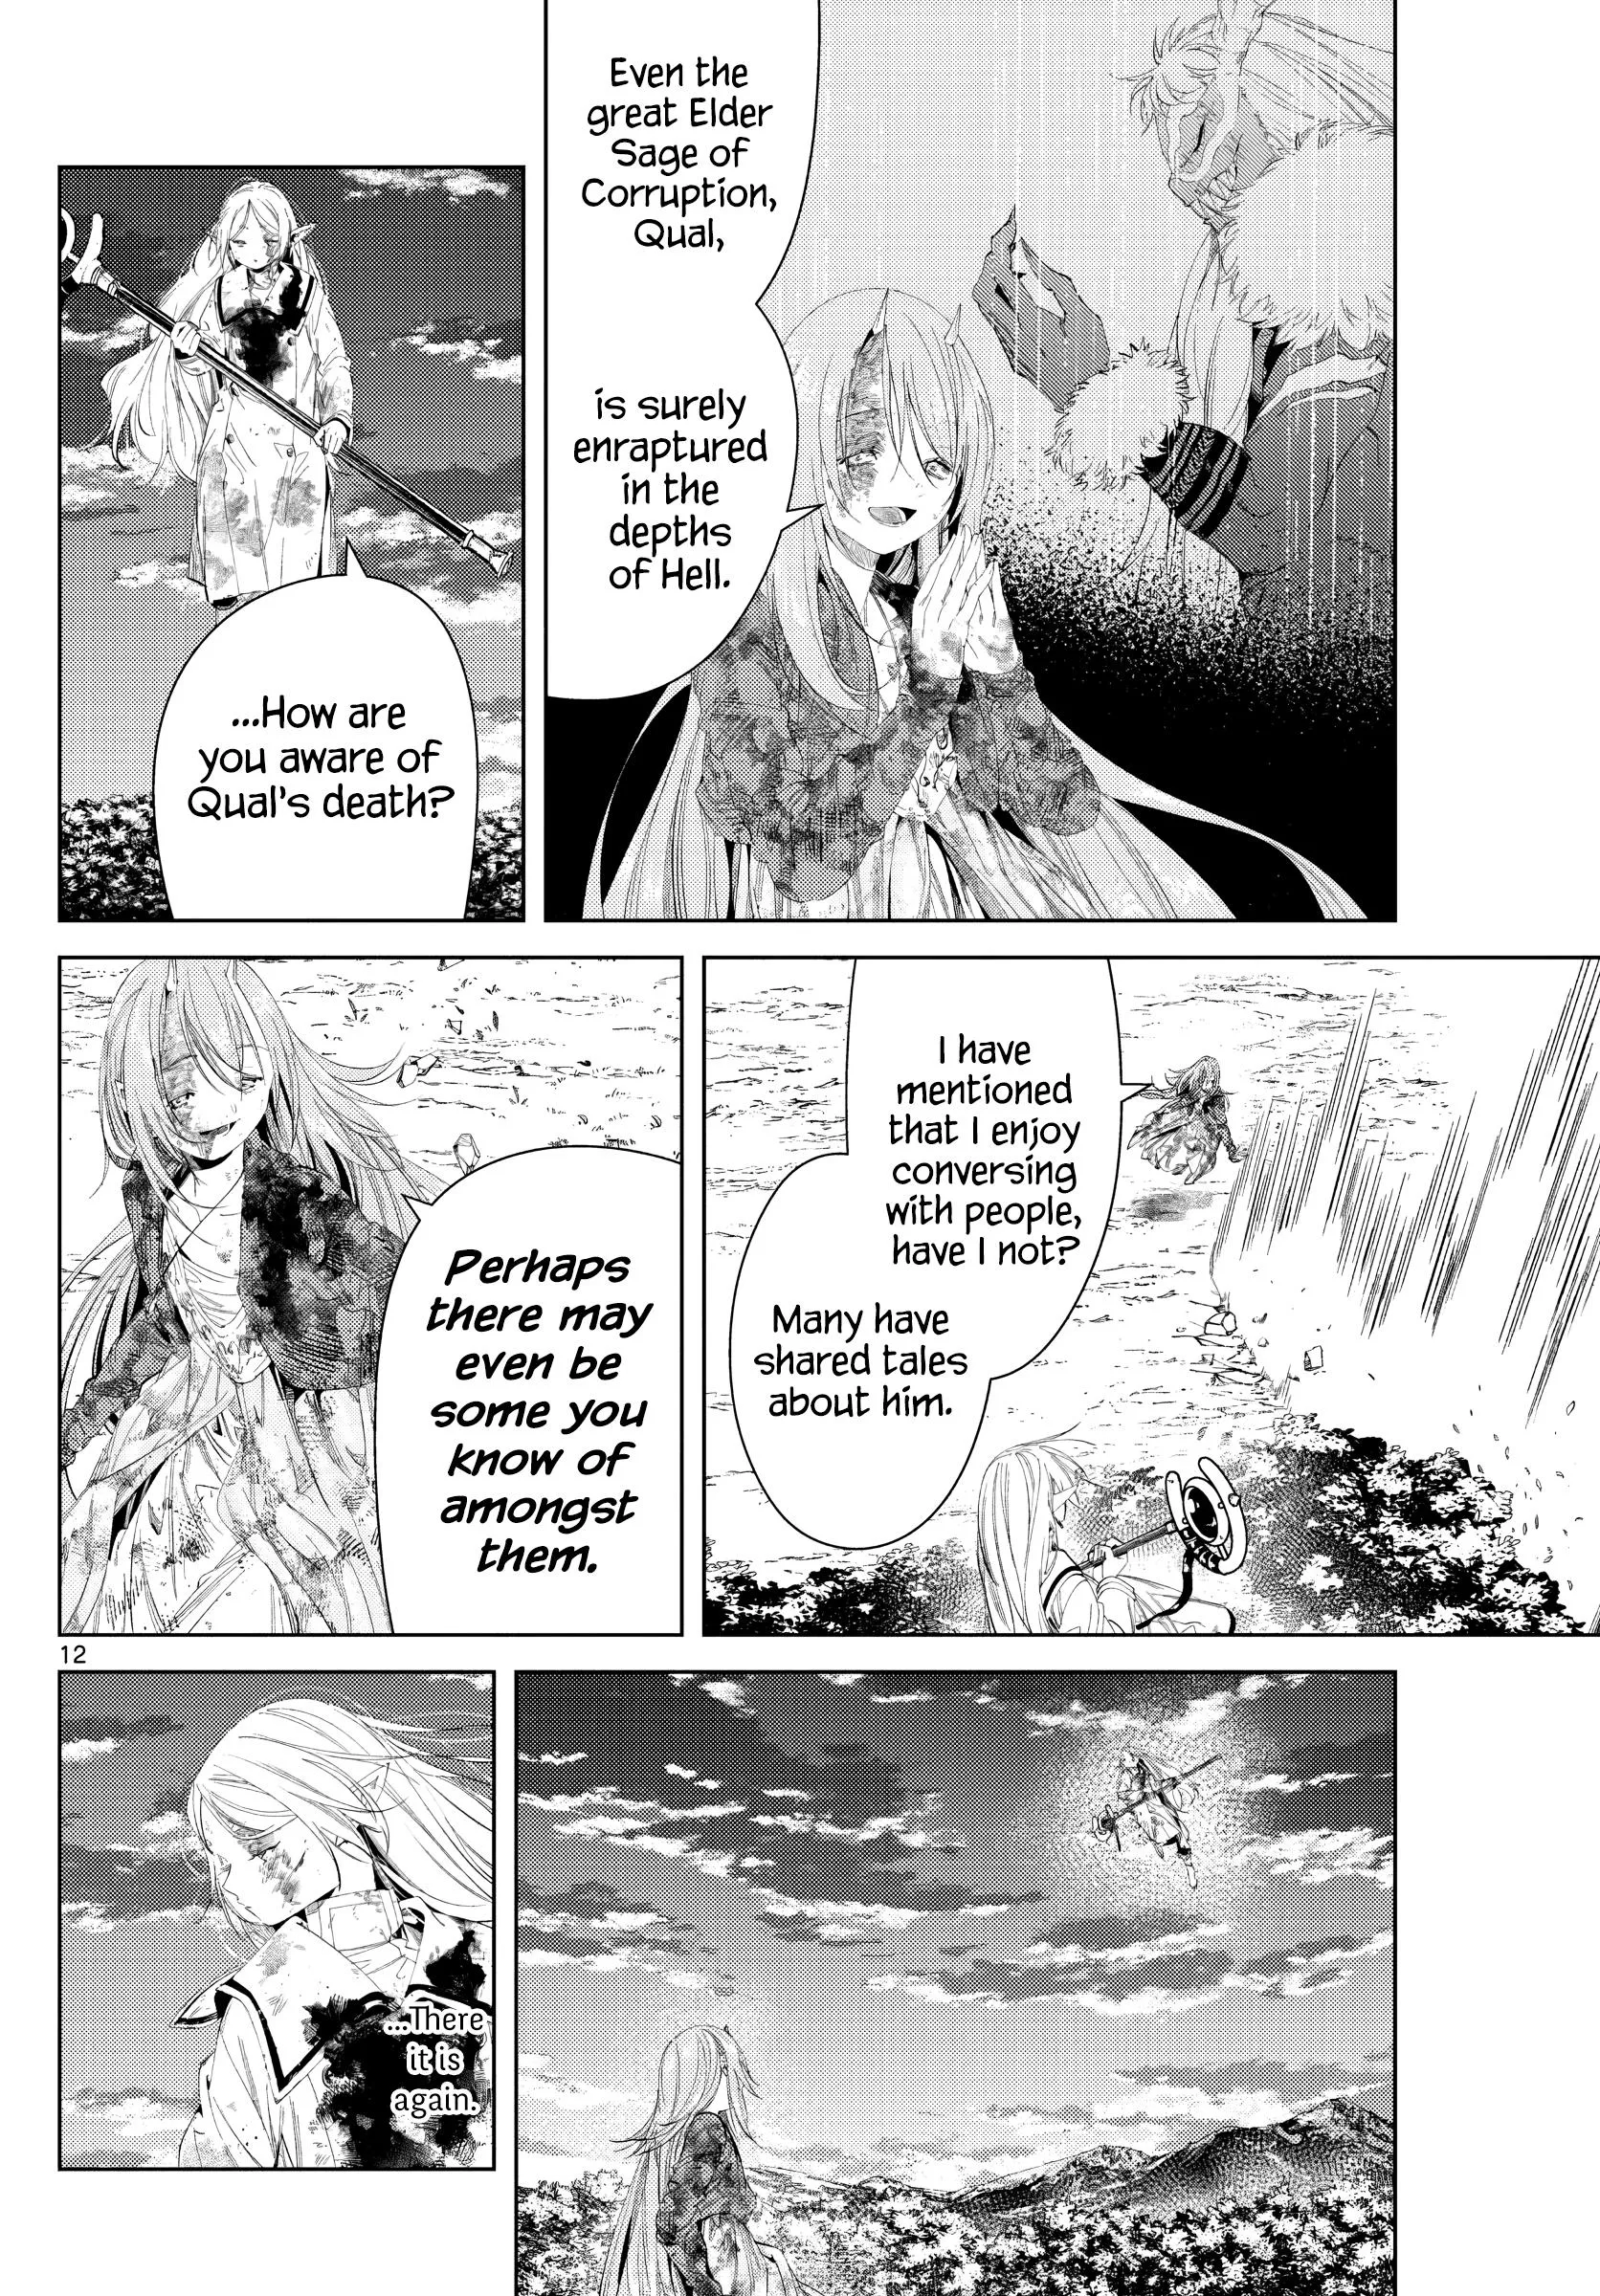 Even the
great Elder
Sage of
Corruption,
Qual,
is surely
enraptured
in the
depths
of Hell.
...How are
you aware of
Qual's death?
I have
mentioned
that I enjoy
conversing
with people,
have I not?
Many have
shared tales
about him.
Perhaps
there may
even be
some you
know of
amongst
them.
12
...There
it is
again.